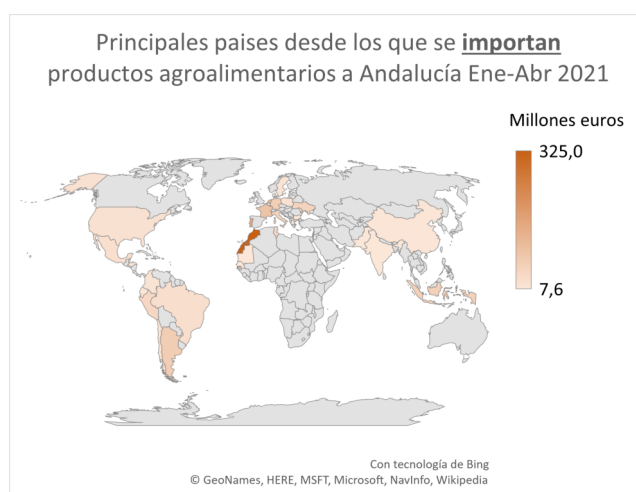 Principales paises desde los que se importan
productos agroalimentarios a Andalucía Ene-Abr 2021
Millones euros
325,0
7,6
Con tecnología de Bing
© GeoNames, HERE, MSFT, Microsoft, NavInfo, Wikipedia